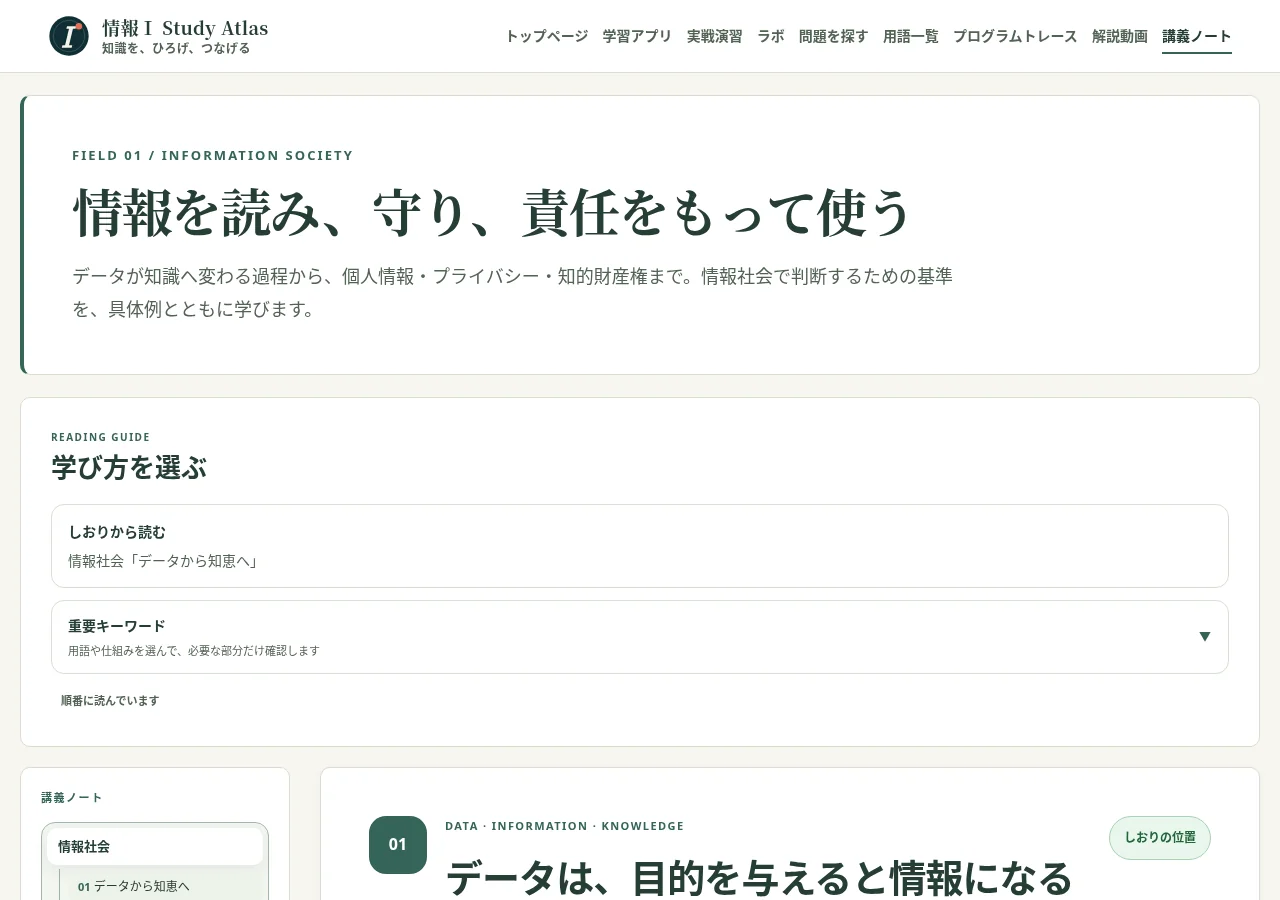 情報Ⅰ Study Atlas
知識を、ひろげ、つなげる
トップページ 学習アプリ 実戦演習 ラボ 問題を探す 用語一覧 プログラムトレース 解説動画 講義ノート
FIELD 01 / INFORMATION SOCIETY
情報を読み、守り、責任をもって使う
データが知識へ変わる過程から、個人情報・プライバシー・知的財産権まで。情報社会で判断するための基準
を、具体例とともに学びます。
READING GUIDE
学び方を選ぶ
しおりから読む
情報社会「データから知恵へ」
重要キーワード
用語や仕組みを選んで、必要な部分だけ確認します
▼
順番に読んでいます
講義ノート
情報社会
01 データから知恵へ
01
DATA · INFORMATION · KNOWLEDGE
しおりの位置
データは、目的を与えると情報になる